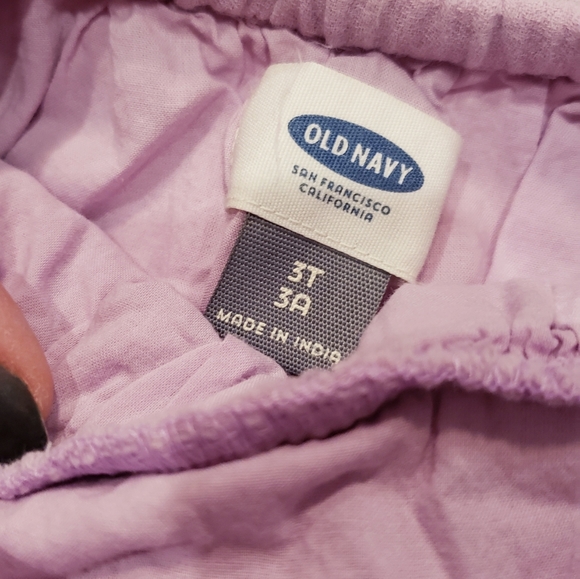 OLD NAVY
SAN FRANCISCO
CALIFORNIA
3T
3A
MADE IN INDIA